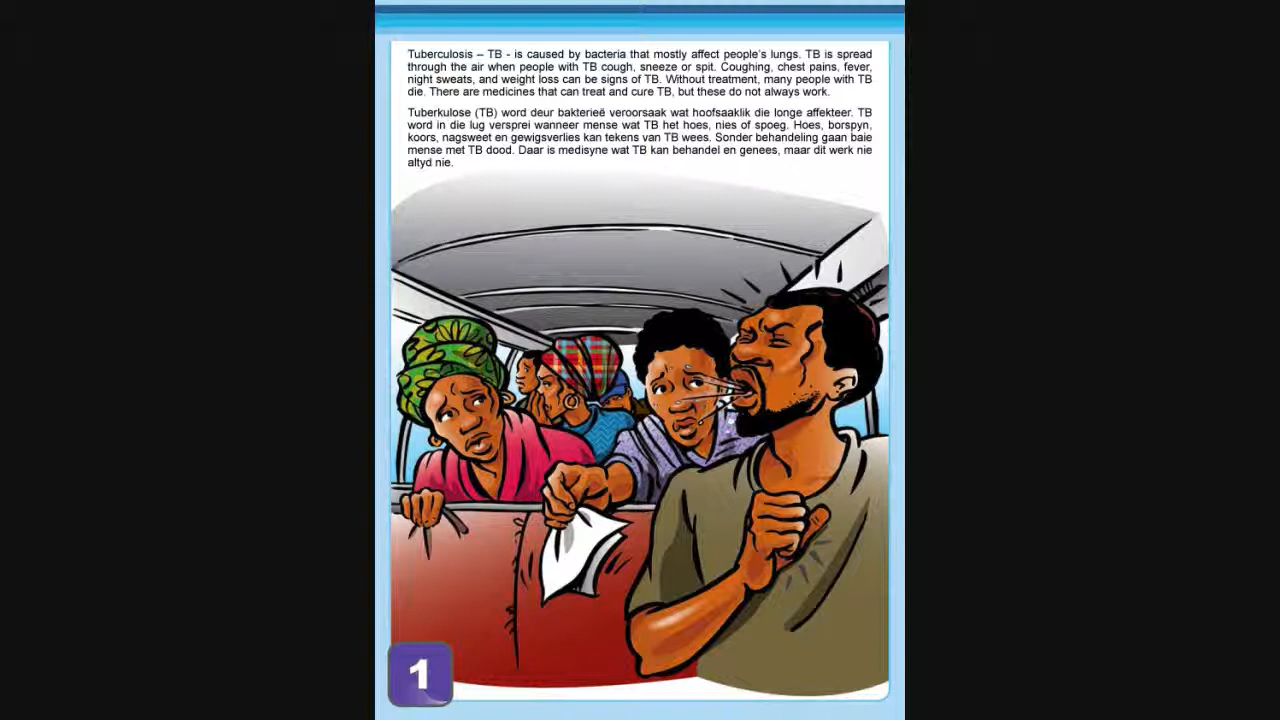 Tuberculosis – TB - is caused by bacteria that mostly affect people's lungs. TB is spread
through the air when people with TB cough, sneeze or spit. Coughing, chest pains, fever,
night sweats, and weight loss can be signs of TB. Without treatment, many people with TB
die. There are medicines that can treat and cure TB, but these do not always work.
Tuberkulose (TB) word deur bakterieë veroorsaak wat hoofsaaklik die longe affekteer. TB
word in die lug versprei wanneer mense wat TB het hoes, nies of spoeg. Hoes, borspyn,
koors, nagsweet en gewigsverlies kan tekens van TB wees. Sonder behandeling gaan baie
mense met TB dood. Daar is medisyne wat TB kan behandel en genees, maar dit werk nie
altyd nie.
1